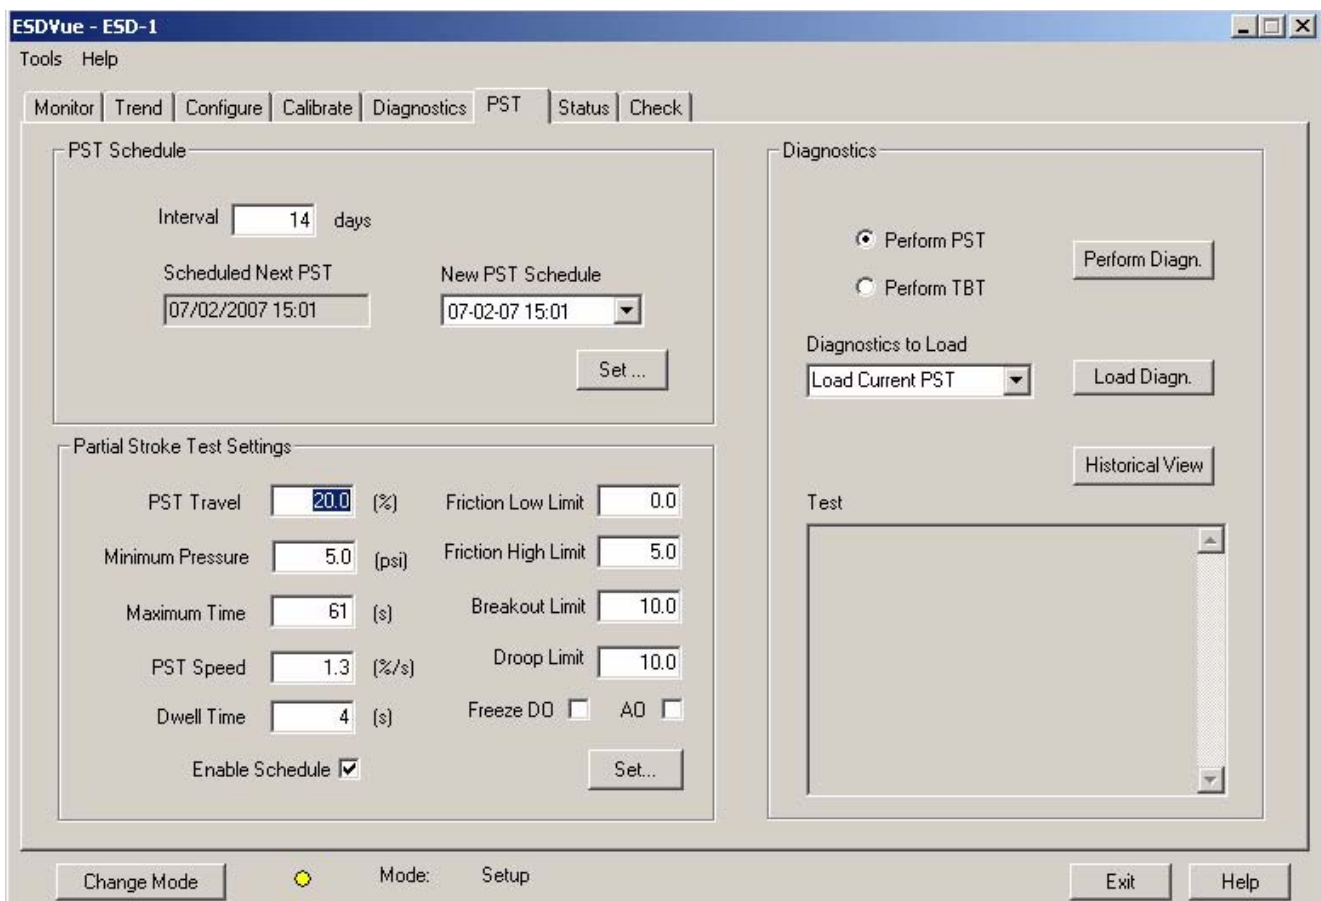 ESDVue - ESD-1
Tools Help
Monitor Trend Configure Calibrate Diagnostics PST Status Check
PST Schedule
Interval 14 days
Scheduled Next PST
07/02/2007 15:01
New PST Schedule
07-02-07 15:01
Set ...
Partial Stroke Test Settings
PST Travel 20.0 (%)
Minimum Pressure 5.0 (psi)
Maximum Time 61 (s)
PST Speed 1.3 (%/s)
Dwell Time 4 (s)
Enable Schedule
Friction Low Limit 0.0
Friction High Limit 5.0
Breakout Limit 10.0
Droop Limit 10.0
Freeze DO AO
Set...
Diagnostics
Perform PST
Perform TBT
Perform Diagn.
Diagnostics to Load
Load Current PST
Load Diagn.
Historical View
Test
Change Mode
Mode: Setup
Exit
Help